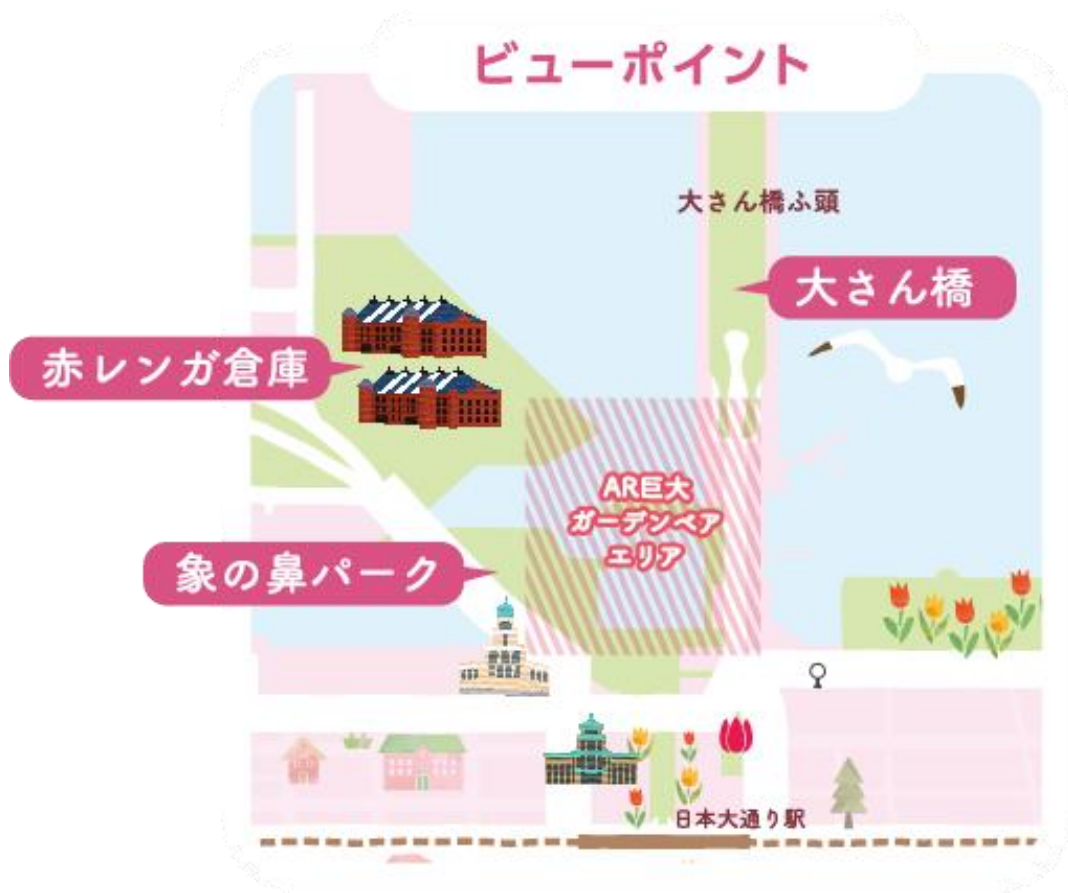 ビューポイント
大さん橋ふ頭
大さん橋
赤レンガ倉庫
AR巨大
ガーデンベア
エリア
象の鼻パーク
日本大通り駅